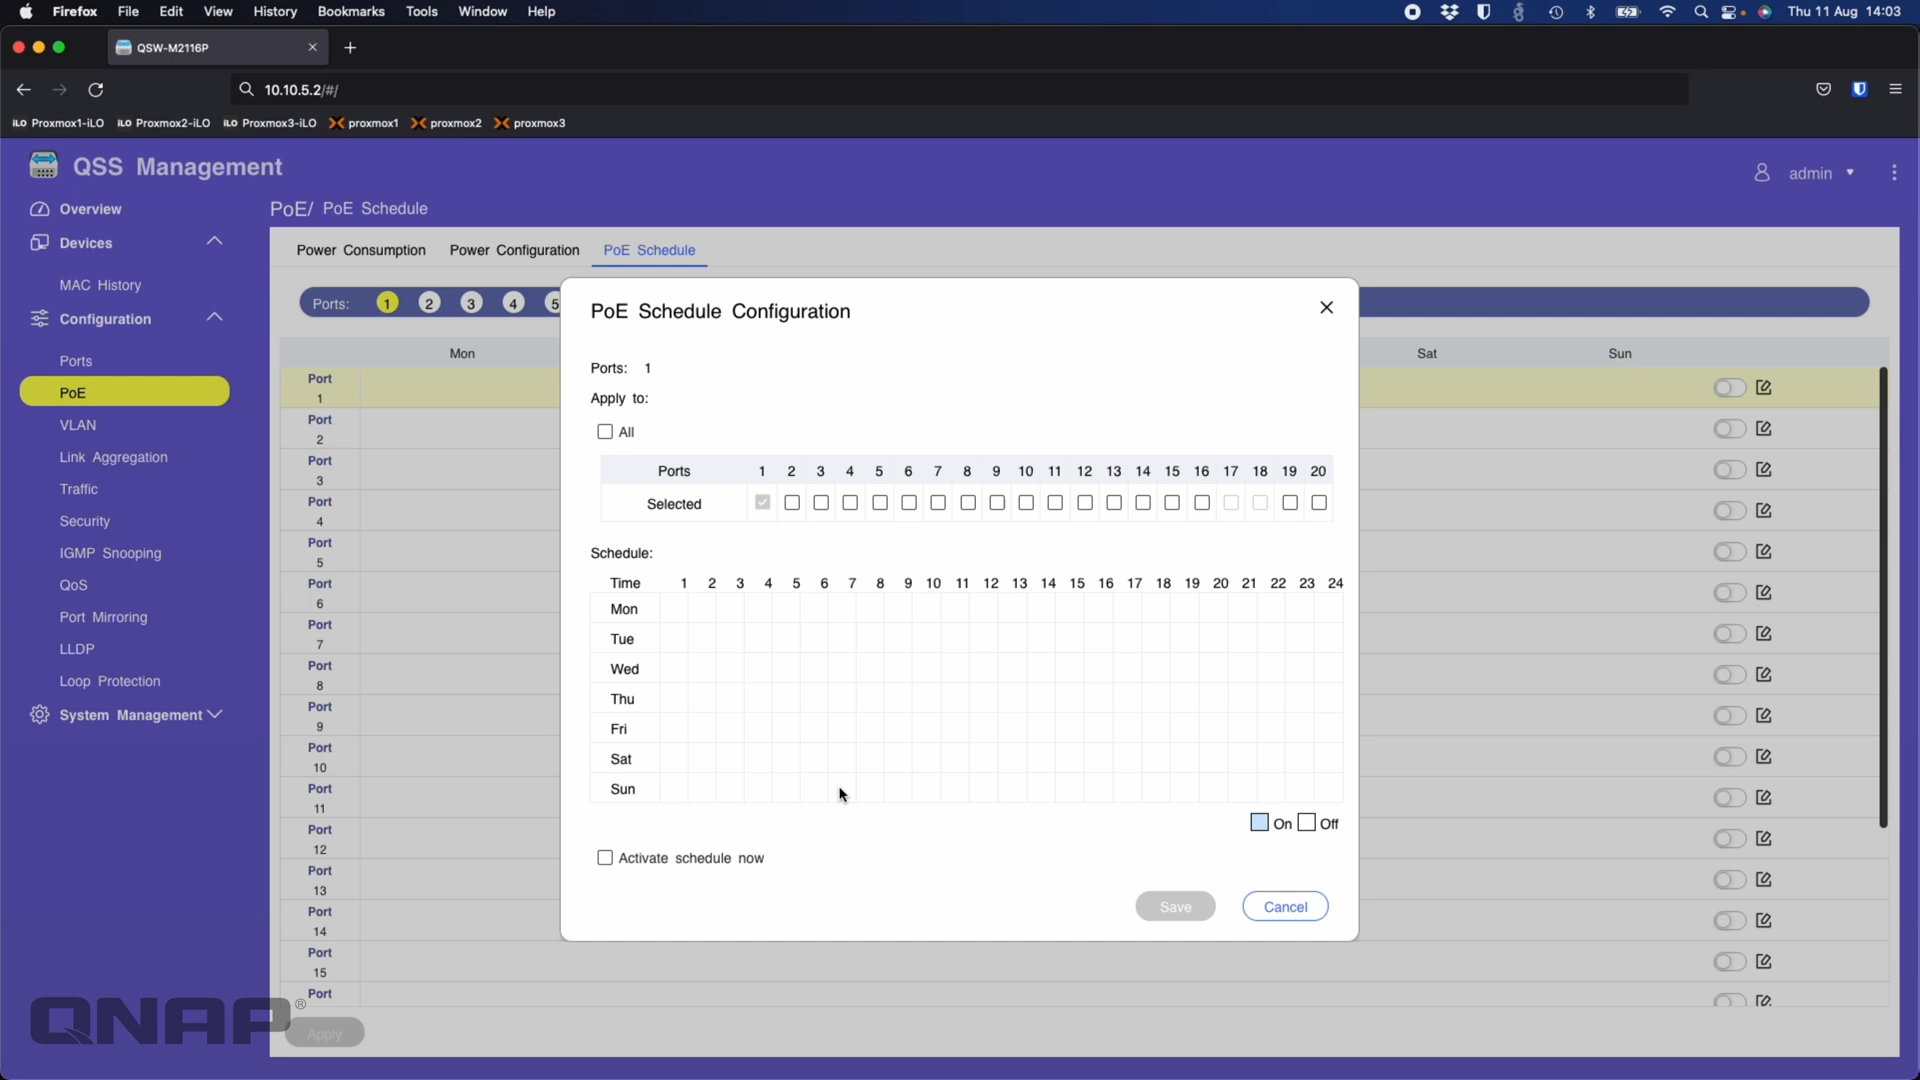 Firefox File Edit View History Bookmarks Tools Window Help Thu 11 Aug 14:03
QSW-M2116P
10.10.5.2/#/
iLO Proxmox1-iLO iLO Proxmox2-iLO iLO Proxmox3-iLO proxmox1 proxmox2 proxmox3
QSS Management
admin
Overview
Devices
MAC History
Configuration
Ports
PoE
VLAN
Link Aggregation
Traffic
Security
IGMP Snooping
QoS
Port Mirroring
LLDP
Loop Protection
System Management
PoE/ PoE Schedule
Power Consumption Power Configuration PoE Schedule
Ports: 1 2 3 4 5
Mon Sat Sun
Port
1
Port
2
Port
3
Port
4
Port
5
Port
6
Port
7
Port
8
Port
9
Port
10
Port
11
Port
12
Port
13
Port
14
Port
15
Port
Apply
PoE Schedule Configuration
Ports: 1
Apply to:
All
Ports 1 2 3 4 5 6 7 8 9 10 11 12 13 14 15 16 17 18 19 20
Selected
Schedule:
Time 1 2 3 4 5 6 7 8 9 10 11 12 13 14 15 16 17 18 19 20 21 22 23 24
Mon
Tue
Wed
Thu
Fri
Sat
Sun
On Off
Activate schedule now
Save Cancel
QNAP®